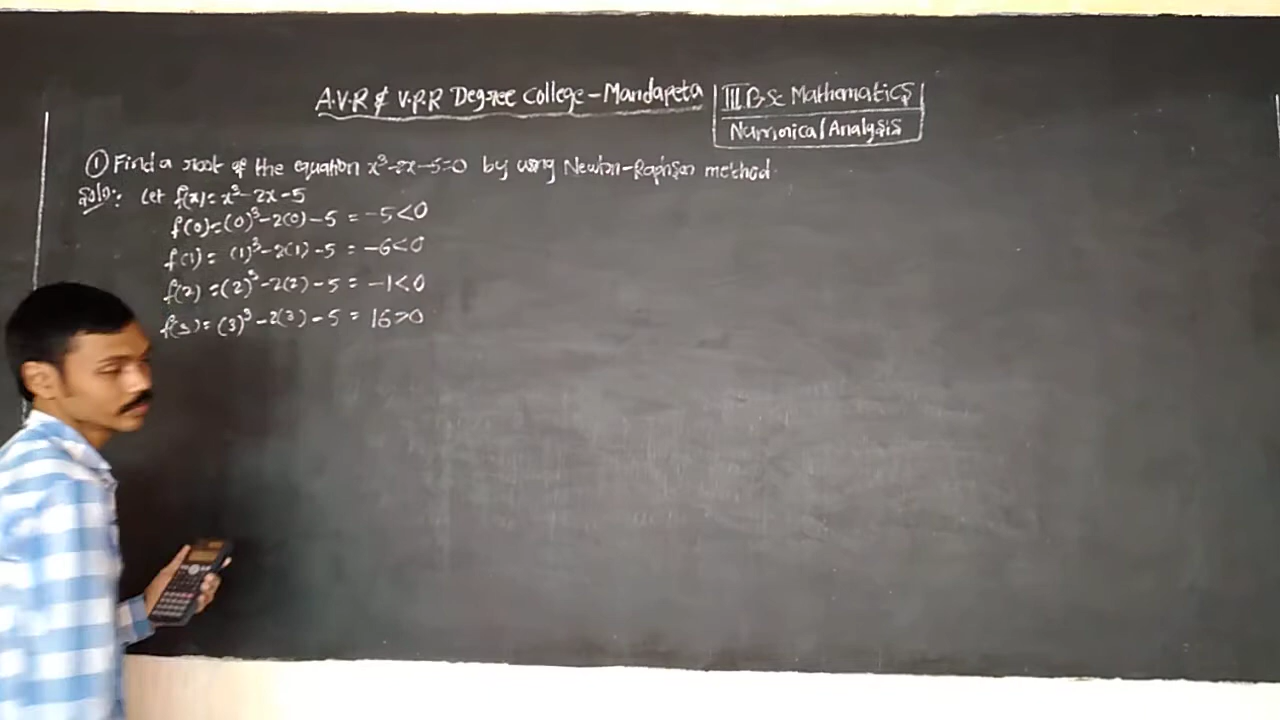 A.V.R & V.P.R Degree College - Mandapeta
III B.Sc Mathematics
Numerical Analysis
① Find a root of the equation x³-2x-5=0 by using Newton-Raphson method.
Soln: Let f(x) = x³-2x-5
f(0) = (0)³-2(0)-5 = -5<0
f(1) = (1)³-2(1)-5 = -6<0
f(2) = (2)³-2(2)-5 = -1<0
f(3) = (3)³-2(3)-5 = 16>0